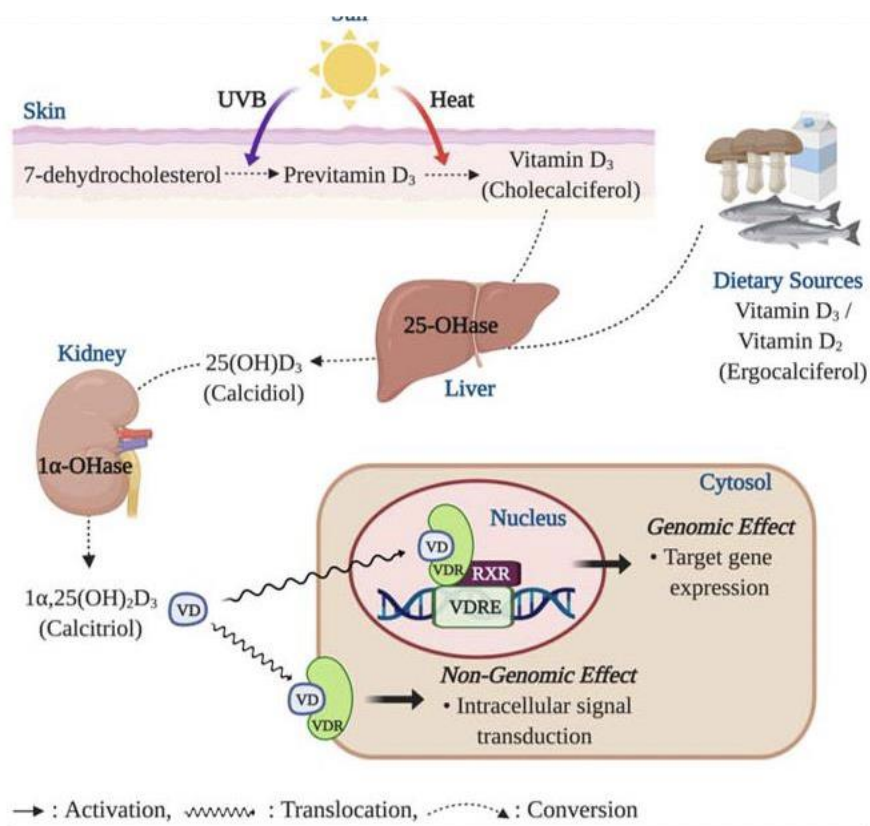 Sun
UVB
Heat
Skin
7-dehydrocholesterol
Previtamin D₃
Vitamin D₃
(Cholecalciferol)
Dietary Sources
Vitamin D₃ /
Vitamin D₂
(Ergocalciferol)
25-OHase
Liver
25(OH)D₃
(Calcidiol)
Kidney
1α-OHase
1α,25(OH)₂D₃
(Calcitriol)
VD
Cytosol
Nucleus
VD
VDR
RXR
VDRE
Genomic Effect
• Target gene
expression
VD
VDR
Non-Genomic Effect
• Intracellular signal
transduction
: Activation,
: Translocation,
: Conversion